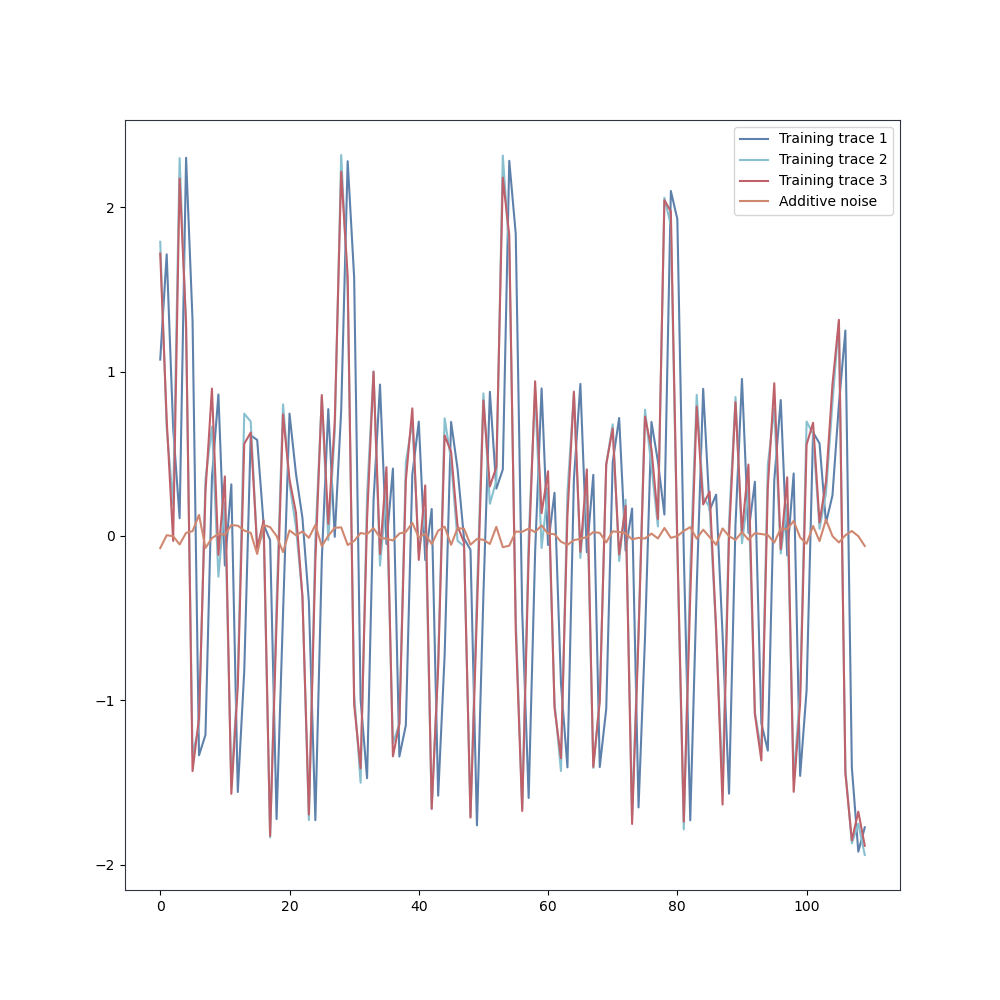 Training trace 1
Training trace 2
Training trace 3
Additive noise
2
1
0
−1
−2
0 20 40 60 80 100